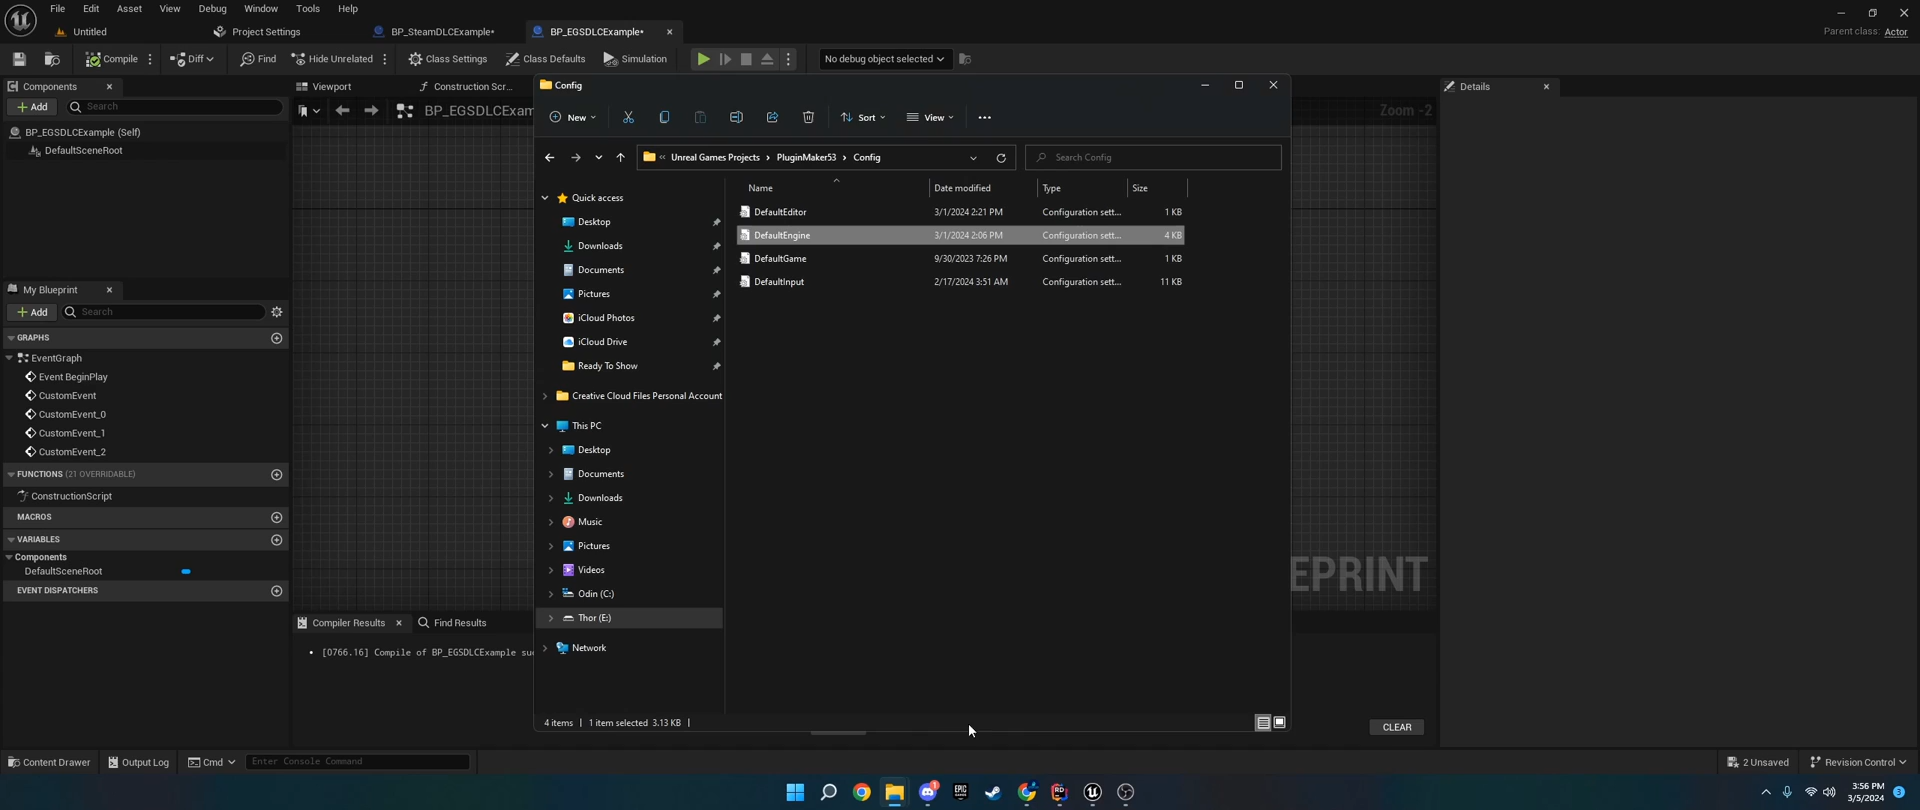 File Edit Asset View Debug Window Tools Help
Untitled Project Settings BP_SteamDLCExample* BP_EGSDLCExample*
Parent class: Actor
Compile Diff Find Hide Unrelated Class Settings Class Defaults Simulation No debug object selected
Components Viewport Construction Scr... Config Details
Add Search
BP_EGSDLCExam Zoom -2
New Sort View
BP_EGSDLCExample (Self)
DefaultSceneRoot
Unreal Games Projects PluginMaker53 Config Search Config
Name Date modified Type Size
Quick access
DefaultEditor 3/1/2024 2:21 PM Configuration sett... 1 KB
Desktop
DefaultEngine 3/1/2024 2:06 PM Configuration sett... 4 KB
Downloads
DefaultGame 9/30/2023 7:26 PM Configuration sett... 1 KB
Documents
DefaultInput 2/17/2024 3:51 AM Configuration sett... 11 KB
Pictures
iCloud Photos
iCloud Drive
Ready To Show
Creative Cloud Files Personal Account
This PC
Desktop
Documents
Downloads
Music
Pictures
Videos
Odin (C:)
Thor (E:)
Network
4 items 1 item selected 3.13 KB
My Blueprint
Add Search
GRAPHS
EventGraph
Event BeginPlay
CustomEvent
CustomEvent_0
CustomEvent_1
CustomEvent_2
FUNCTIONS (21 OVERRIDABLE)
ConstructionScript
MACROS
VARIABLES
Components
DefaultSceneRoot
EVENT DISPATCHERS
EPRINT
Compiler Results Find Results
[0766.16] Compile of BP_EGSDLCExample su
CLEAR
Content Drawer Output Log Cmd Enter Console Command 2 Unsaved Revision Control
3:56 PM
3/5/2024
3
1
EPIC
RD